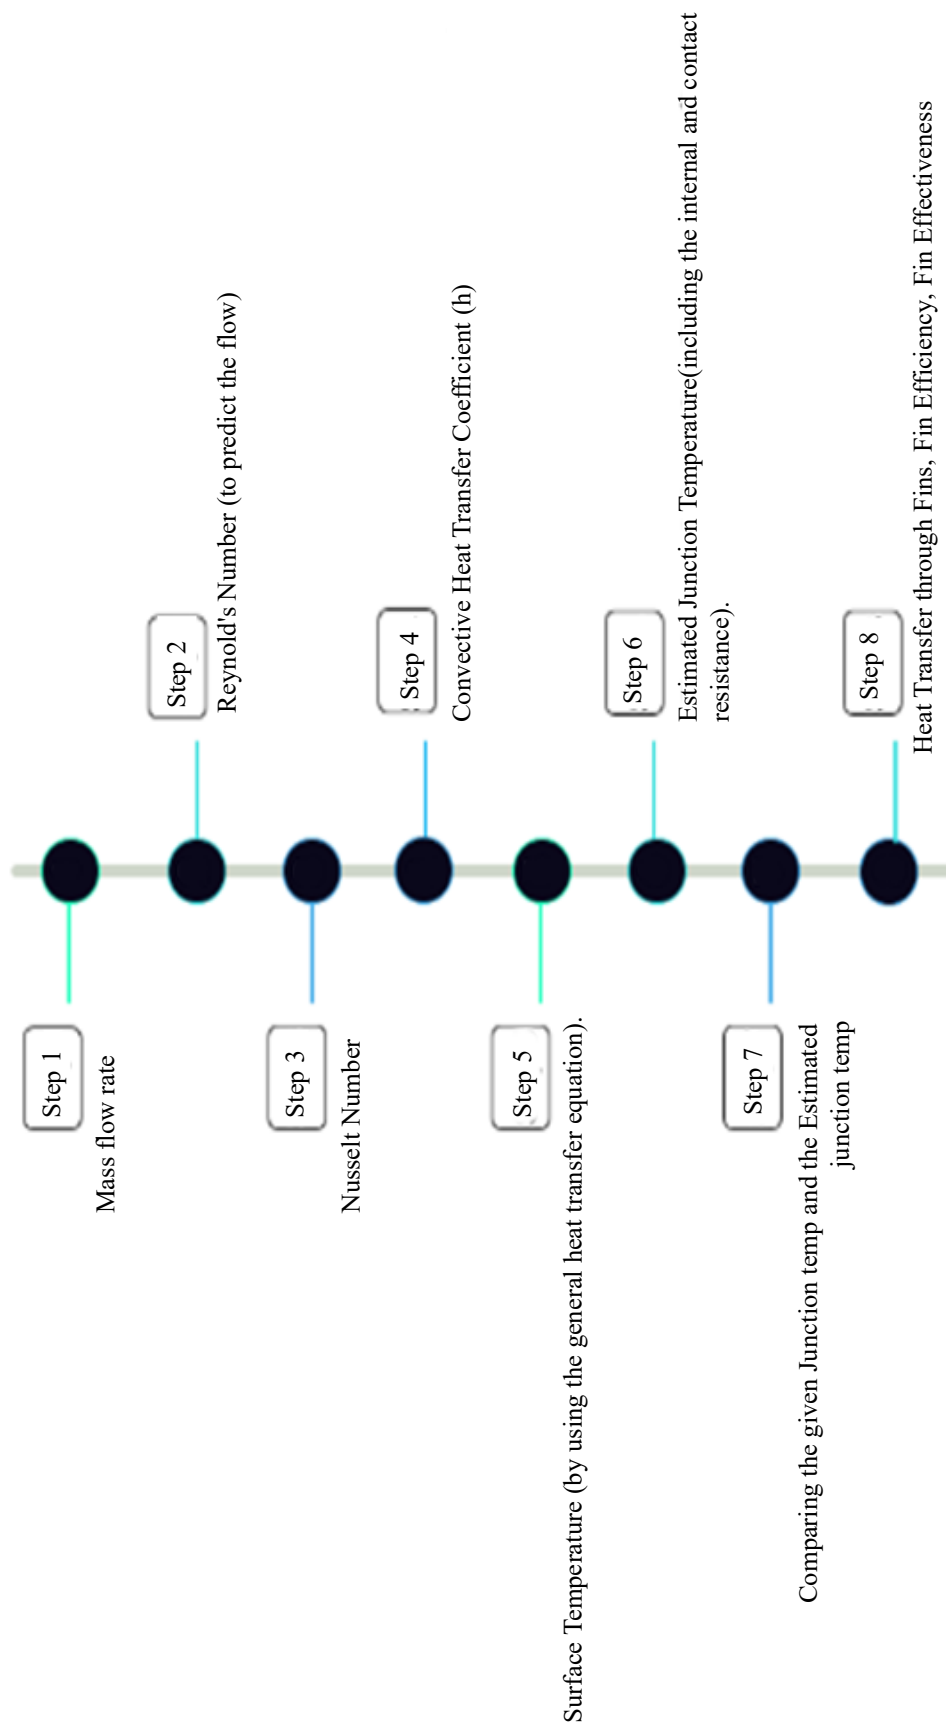 Step 1
Mass flow rate
Step 2
Reynold's Number (to predict the flow)
Step 3
Nusselt Number
Step 4
Convective Heat Transfer Coefficient (h)
Step 5
Surface Temperature (by using the general heat transfer equation).
Step 6
Estimated Junction Temperature(including the internal and contact
resistance).
Step 7
Comparing the given Junction temp and the Estimated
junction temp
Step 8
Heat Transfer through Fins, Fin Efficiency, Fin Effectiveness